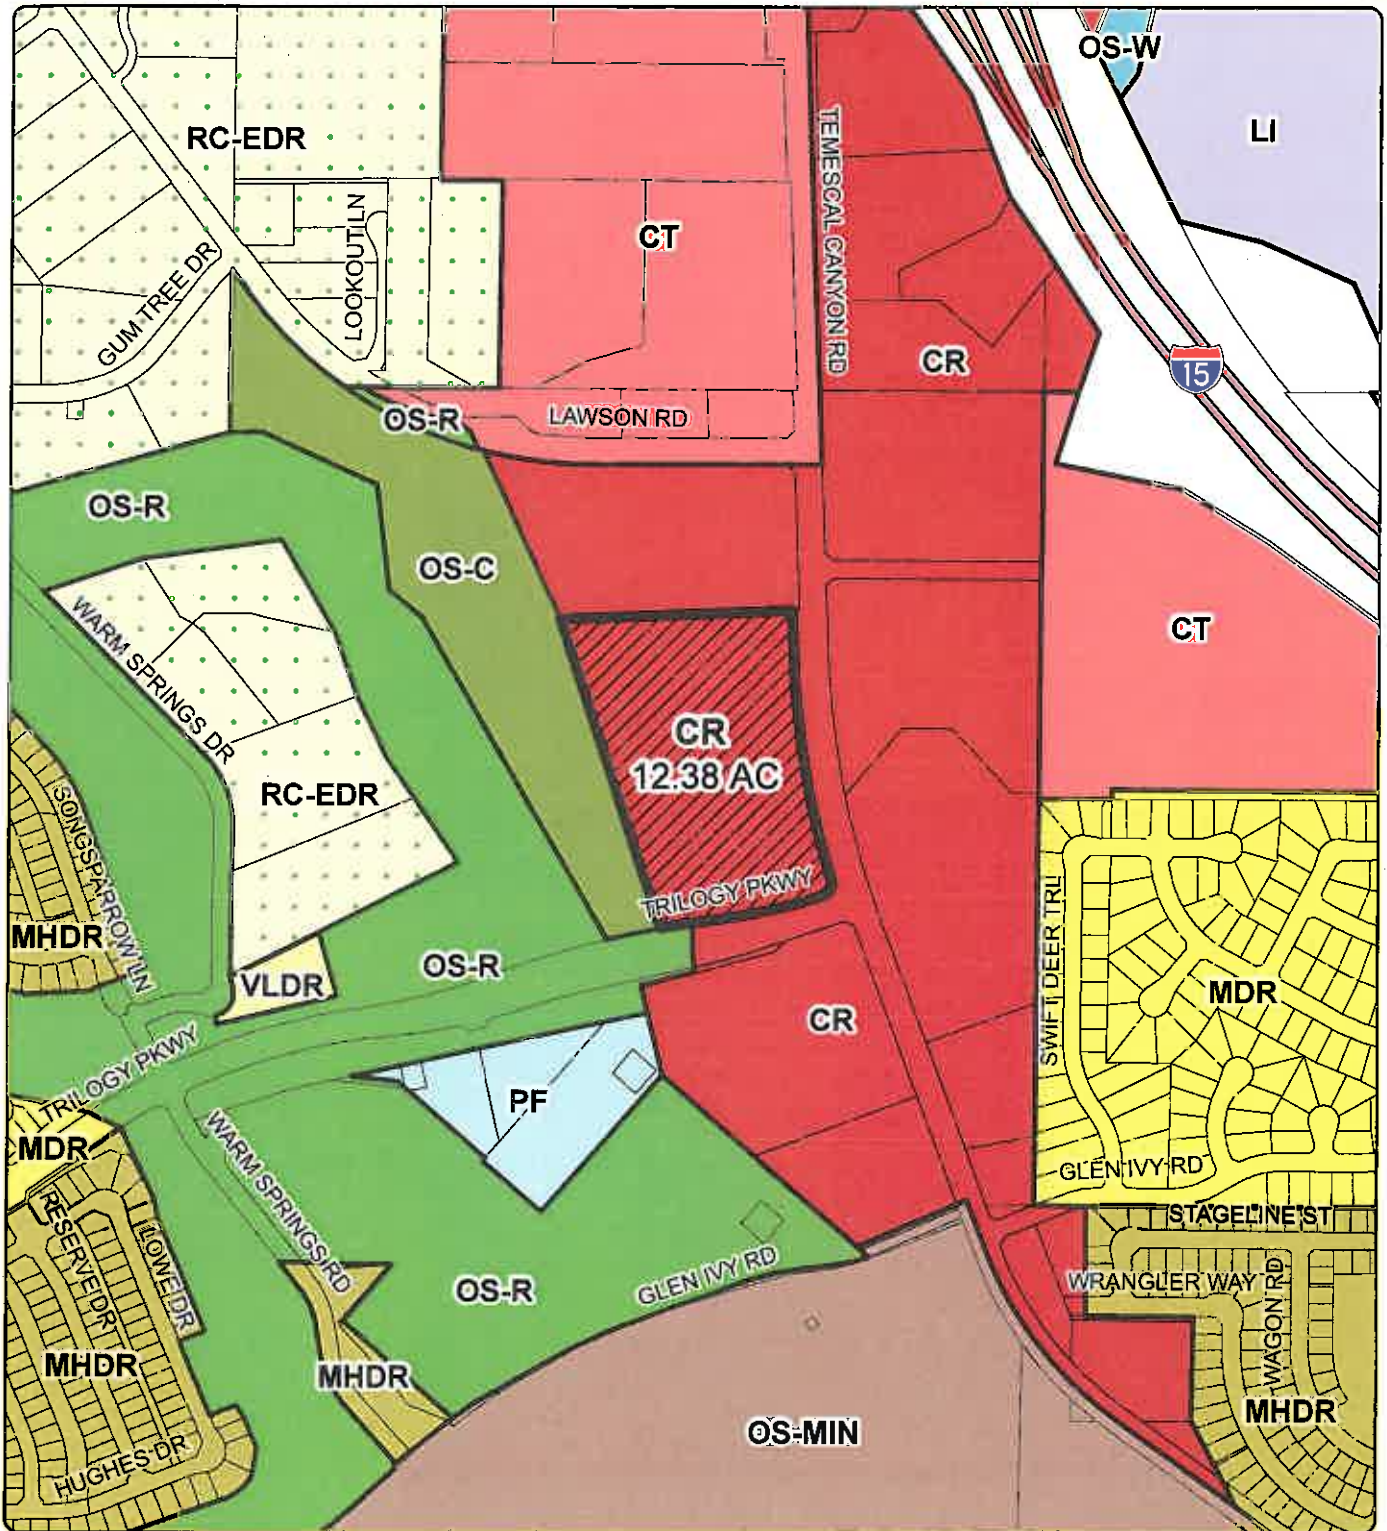 OS-W
LI
RC-EDR
TEMESCAL CANYON RD
LOOKOUT LN
CT
GUM TREE DR
CR
15
OS-R
LAWSON RD
OS-R
OS-C
WARM SPRINGS DR
CT
CR
12.38 AC
RC-EDR
SONGSPARROW LN
TRILOGY PKWY
SWIFT DEER TRL
MHDR
OS-R
VLDR
MDR
CR
TRILOGY PKWY
PF
MDR
WARM SPRINGS RD
GLEN IVY RD
RESERVE DR
LOWE DR
STAGELINE ST
OS-R
GLEN IVY RD
WRANGLER WAY
WAGON RD
MHDR
MHDR
MHDR
OS-MIN
HUGHES DR